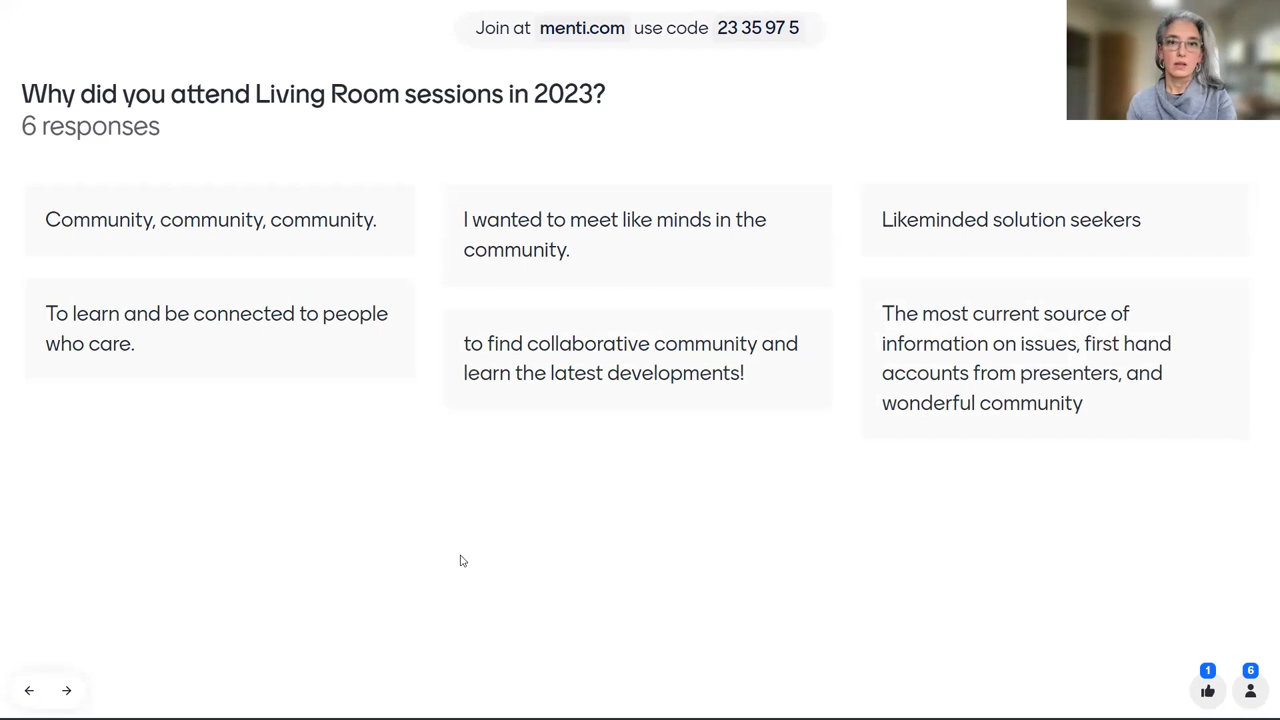 Join at menti.com use code 23 35 97 5
Why did you attend Living Room sessions in 2023?
6 responses
Community, community, community.
To learn and be connected to people
who care.
I wanted to meet like minds in the
community.
to find collaborative community and
learn the latest developments!
Likeminded solution seekers
The most current source of
information on issues, first hand
accounts from presenters, and
wonderful community
1
6